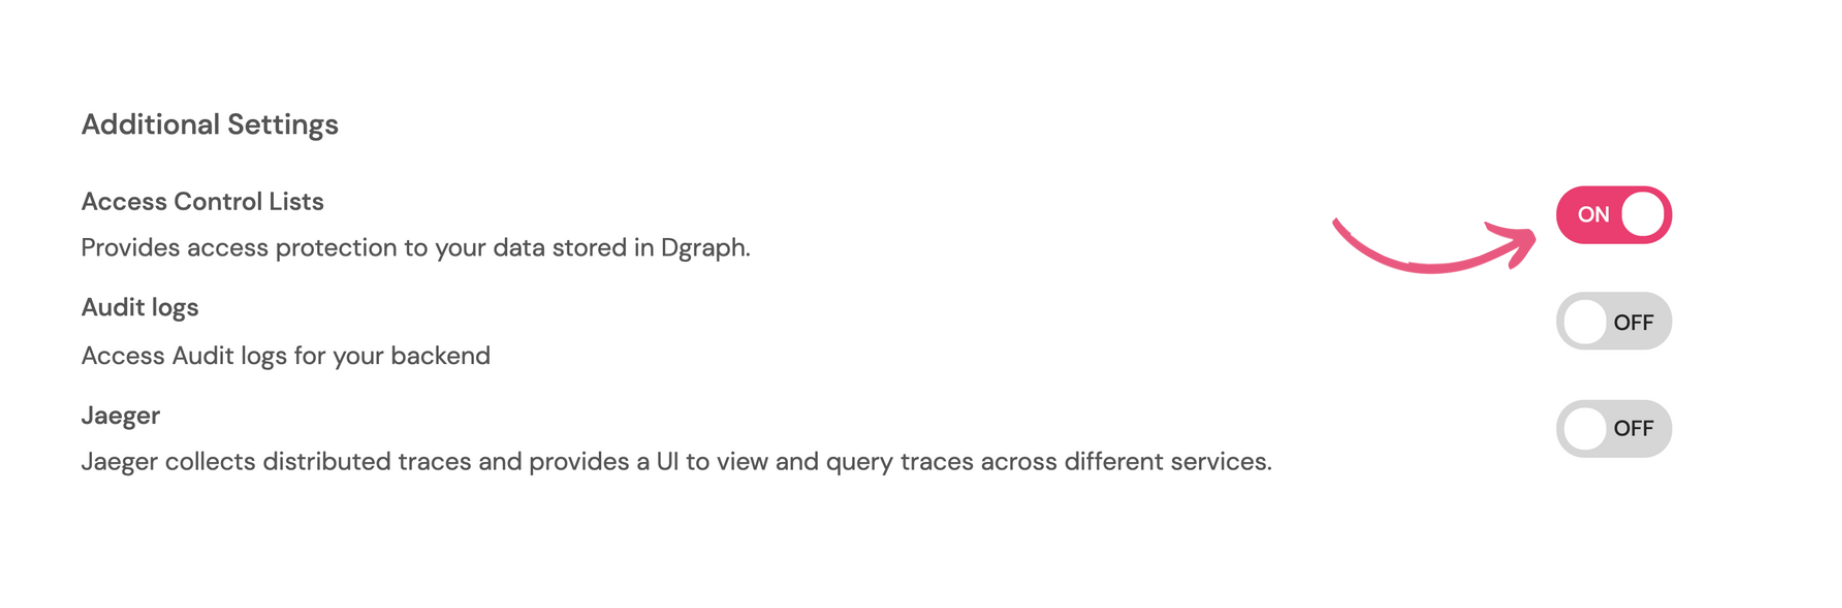 Additional Settings
Access Control Lists
ON
Provides access protection to your data stored in Dgraph.
Audit logs
OFF
Access Audit logs for your backend
Jaeger
OFF
Jaeger collects distributed traces and provides a UI to view and query traces across different services.